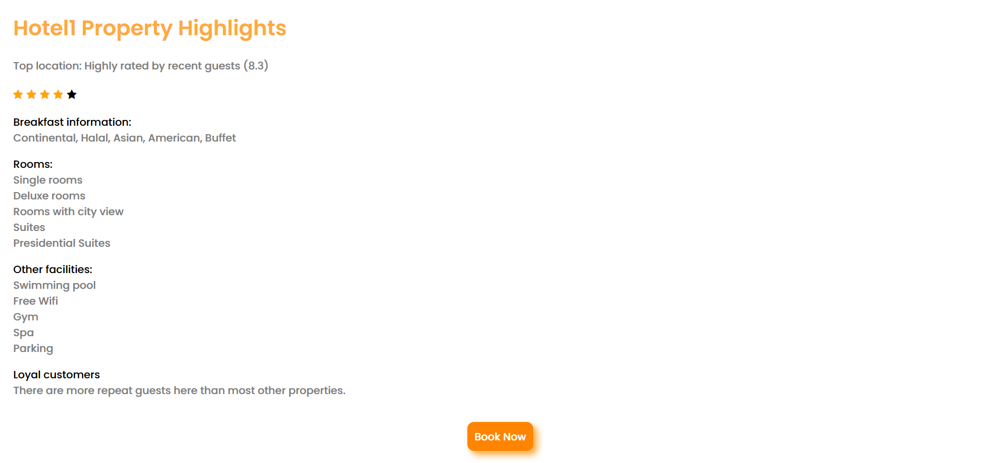 Hotel1 Property Highlights
Top location: Highly rated by recent guests (8.3)
Breakfast information:
Continental, Halal, Asian, American, Buffet
Rooms:
Single rooms
Deluxe rooms
Rooms with city view
Suites
Presidential Suites
Other facilities:
Swimming pool
Free Wifi
Gym
Spa
Parking
Loyal customers
There are more repeat guests here than most other properties.
Book Now